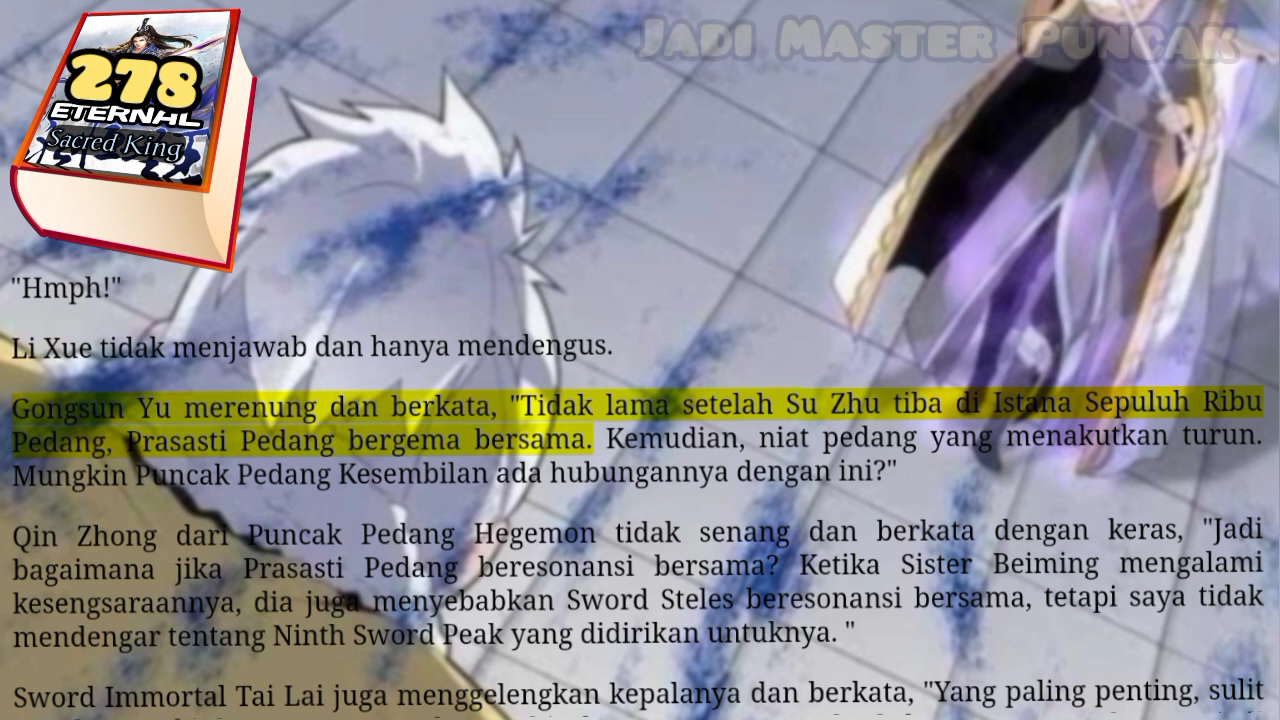 Jadi Master Puncak
278
ETERNAL
Sacred King
"Hmph!"
Li Xue tidak menjawab dan hanya mendengus.
Gongsun Yu merenung dan berkata, "Tidak lama setelah Su Zhu tiba di Istana Sepuluh Ribu
Pedang, Prasasti Pedang bergema bersama. Kemudian, niat pedang yang menakutkan turun.
Mungkin Puncak Pedang Kesembilan ada hubungannya dengan ini?"
Qin Zhong dari Puncak Pedang Hegemon tidak senang dan berkata dengan keras, "Jadi
bagaimana jika Prasasti Pedang beresonansi bersama? Ketika Sister Beiming mengalami
kesengsaraannya, dia juga menyebabkan Sword Steles beresonansi bersama, tetapi saya tidak
mendengar tentang Ninth Sword Peak yang didirikan untuknya. "
Sword Immortal Tai Lai juga menggelengkan kepalanya dan berkata, "Yang paling penting, sulit